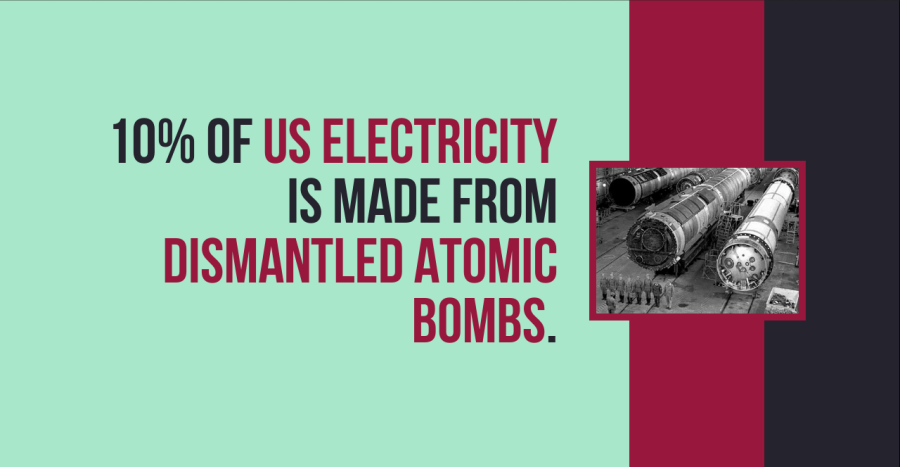 10% OF US ELECTRICITY
IS MADE FROM
DISMANTLED ATOMIC
BOMBS.